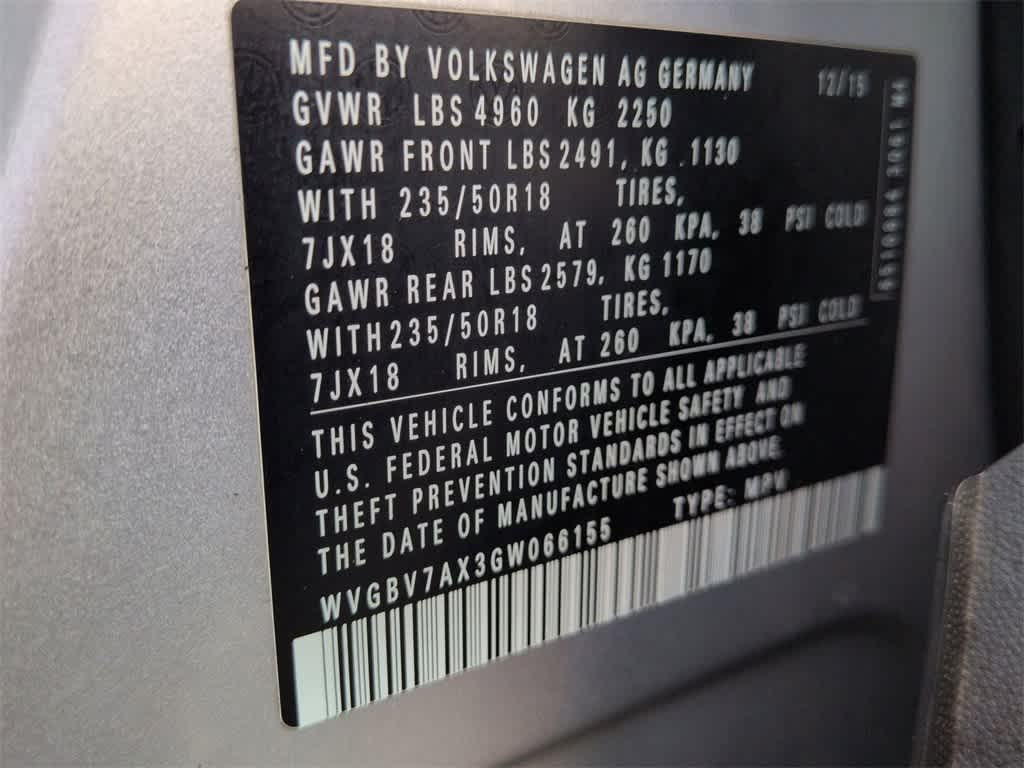 MFD BY VOLKSWAGEN AG GERMANY 12/15
GVWR LBS 4960 KG 2250
GAWR FRONT LBS 2491, KG .1130
WITH 235/50R18 TIRES,
7JX18 RIMS, AT 260 KPA, 38 PSI COLD
GAWR REAR LBS 2579, KG 1170
WITH 235/50R18 TIRES,
7JX18 RIMS, AT 260 KPA, 38 PSI COLD
THIS VEHICLE CONFORMS TO ALL APPLICABLE
U.S. FEDERAL MOTOR VEHICLE SAFETY AND
THEFT PREVENTION STANDARDS IN EFFECT ON
THE DATE OF MANUFACTURE SHOWN ABOVE.
WVGBV7AX3GW066155 TYPE: MPV